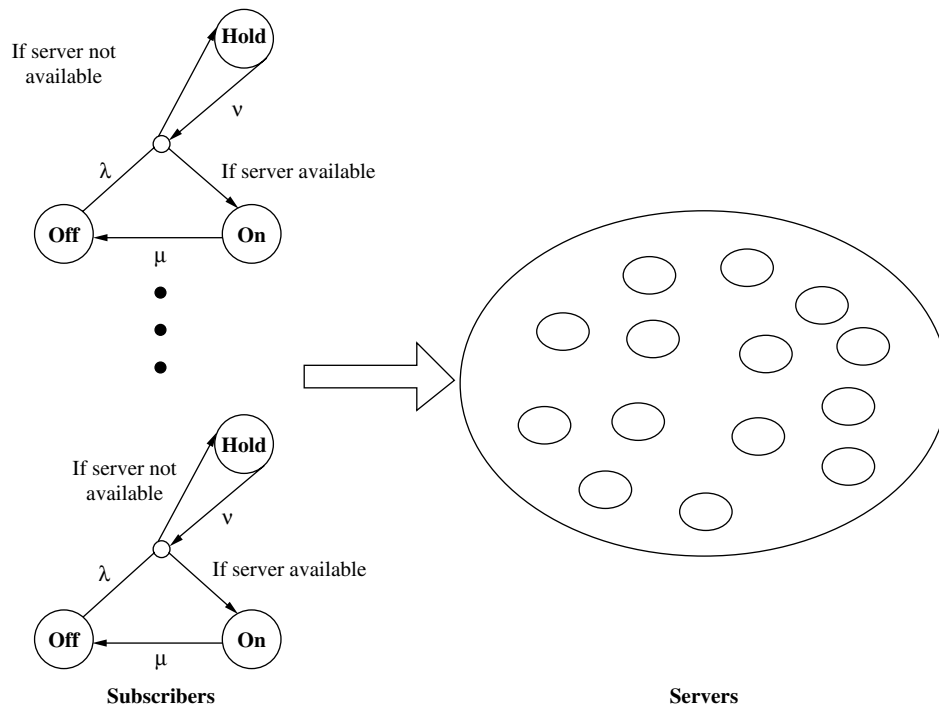 Hold
If server not
available
ν
λ
If server available
Off
On
μ
Hold
If server not
available
ν
λ
If server available
Off
On
μ
Subscribers
Servers